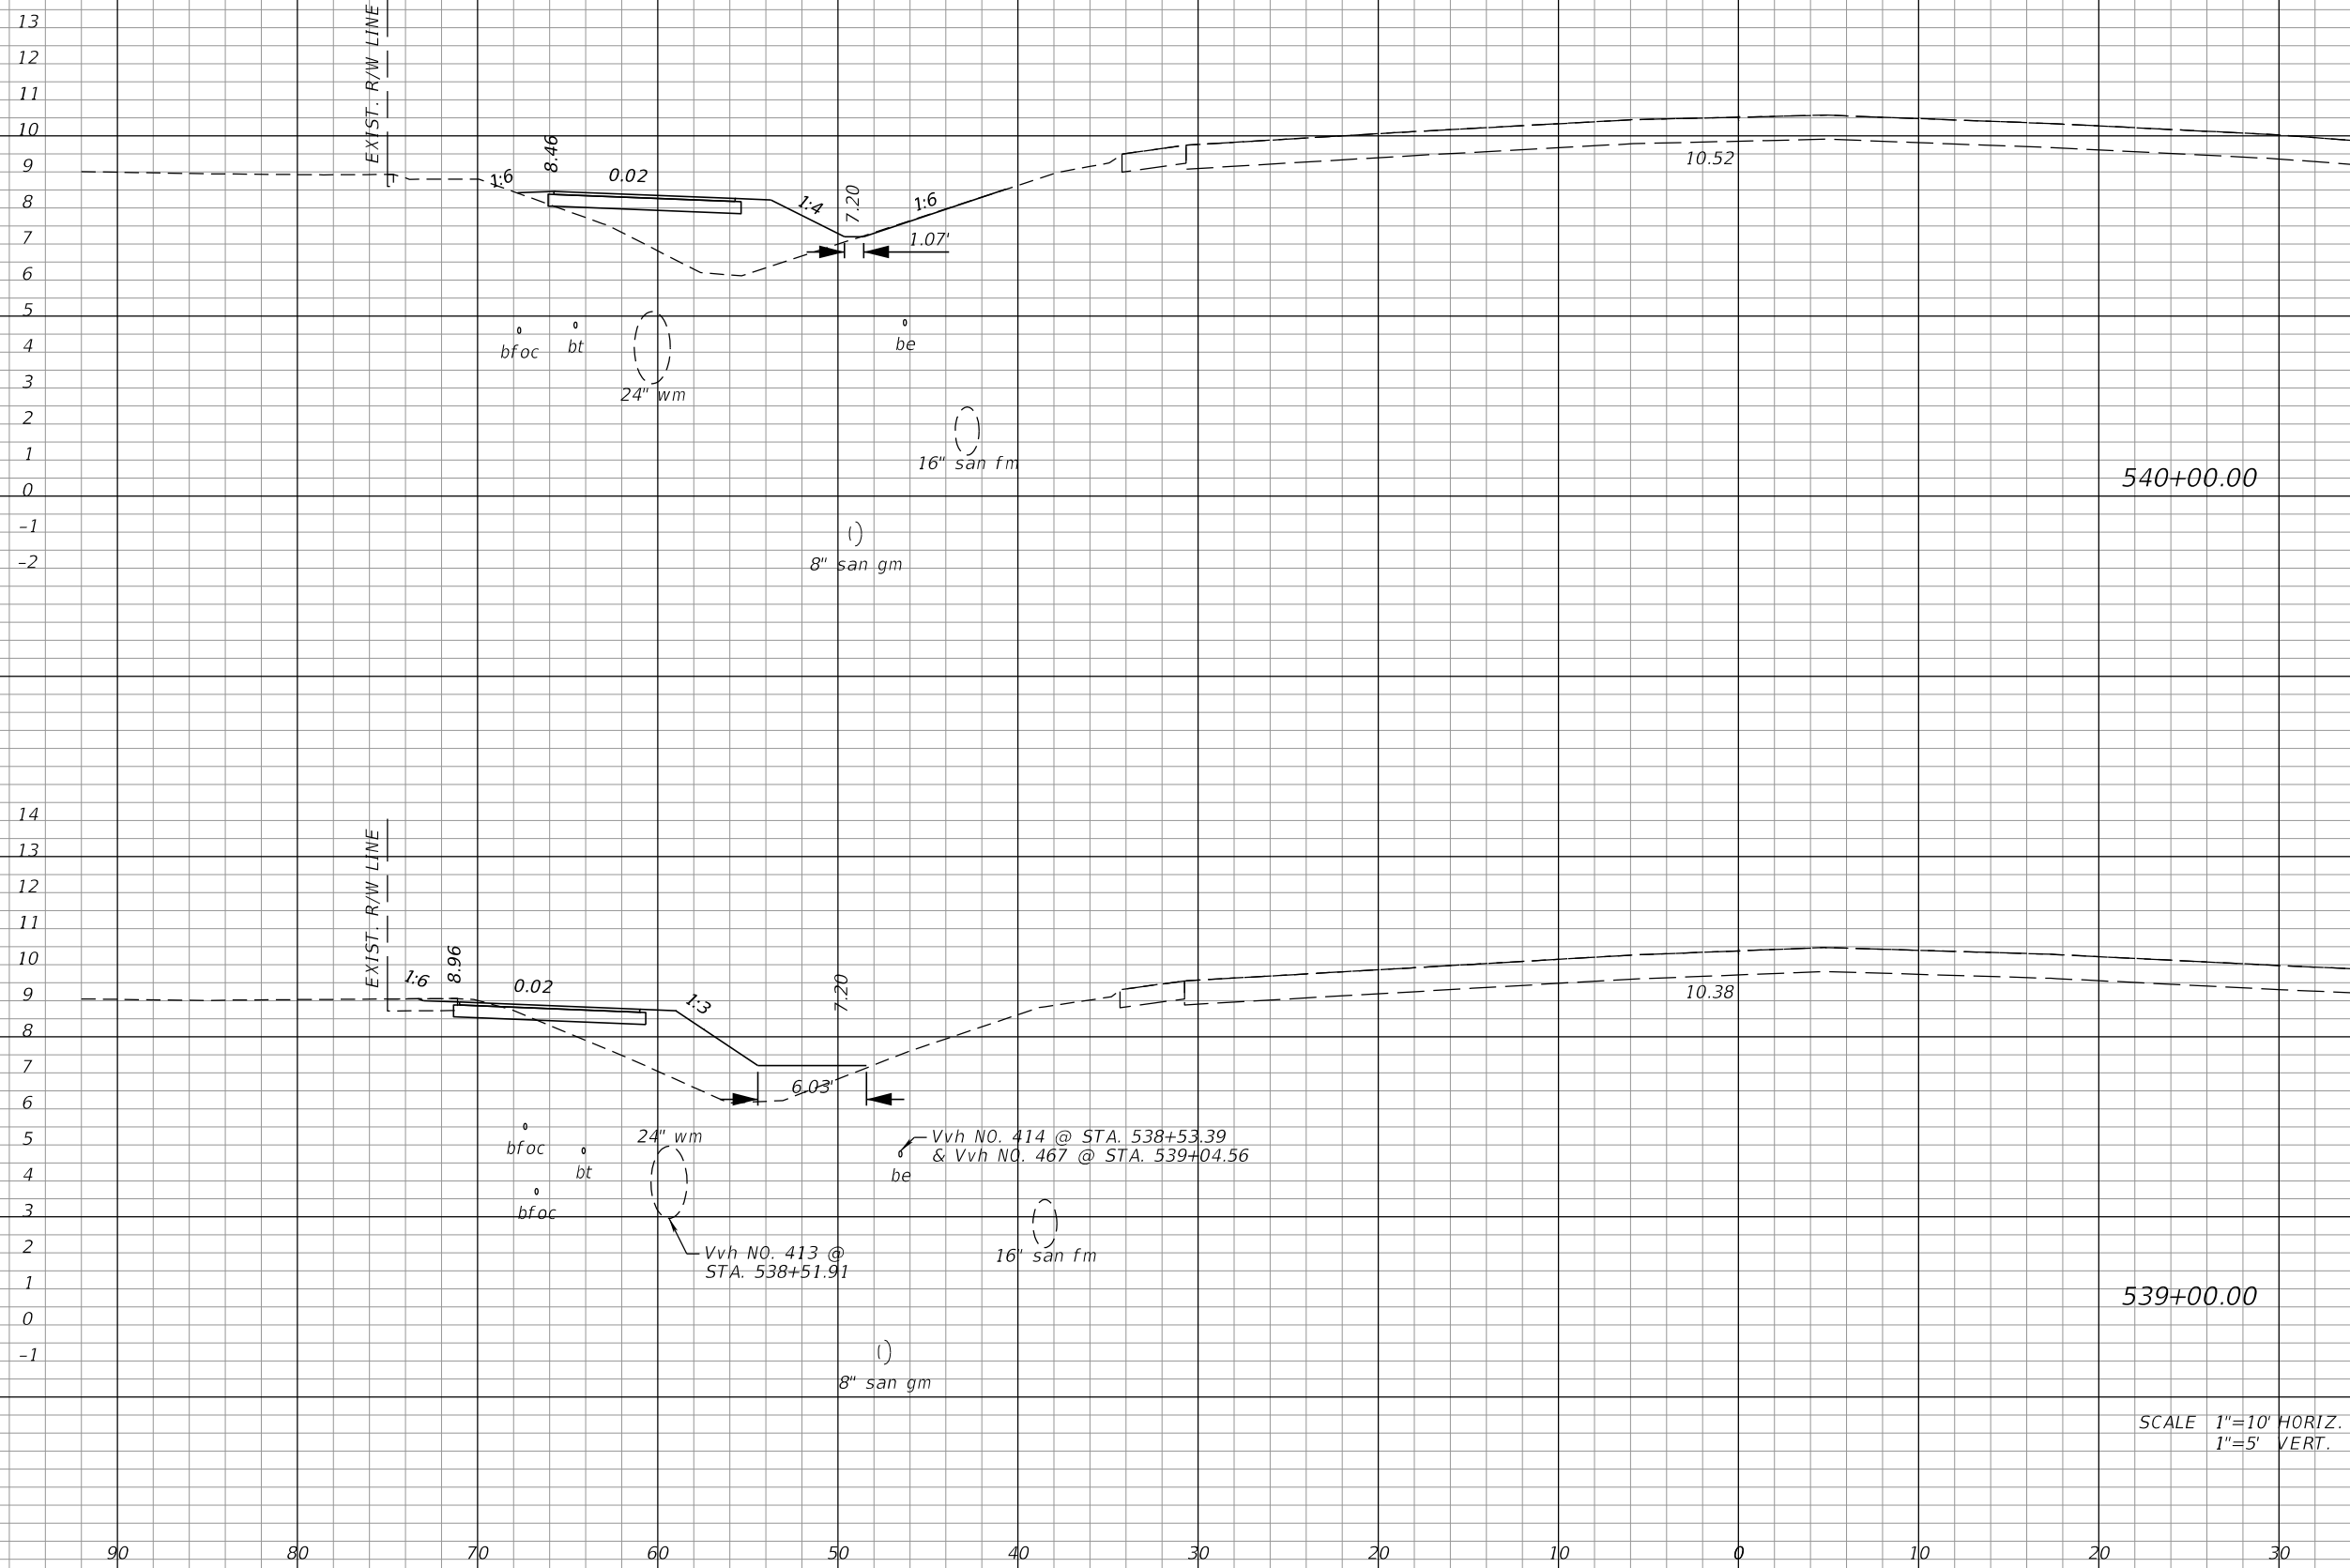 13
12
11
10
9
8
7
6
5
4
3
2
1
0
-1
-2
EXIST. R/W LINE
1:6
8.46
0.02
1:4
7.20
1:6
1.07'
10.52
bfoc
bt
24" wm
be
16" san fm
8" san gm
540+00.00
14
13
12
11
10
9
8
7
6
5
4
3
2
1
0
-1
EXIST. R/W LINE
1:6
8.96
0.02
1:3
7.20
6.03'
10.38
bfoc
bt
bfoc
24" wm
Vvh NO. 413 @
STA. 538+51.91
be
Vvh NO. 414 @ STA. 538+53.39
& Vvh NO. 467 @ STA. 539+04.56
16" san fm
8" san gm
539+00.00
SCALE 1"=10' HORIZ.
1"=5' VERT.
90 80 70 60 50 40 30 20 10 0 10 20 30